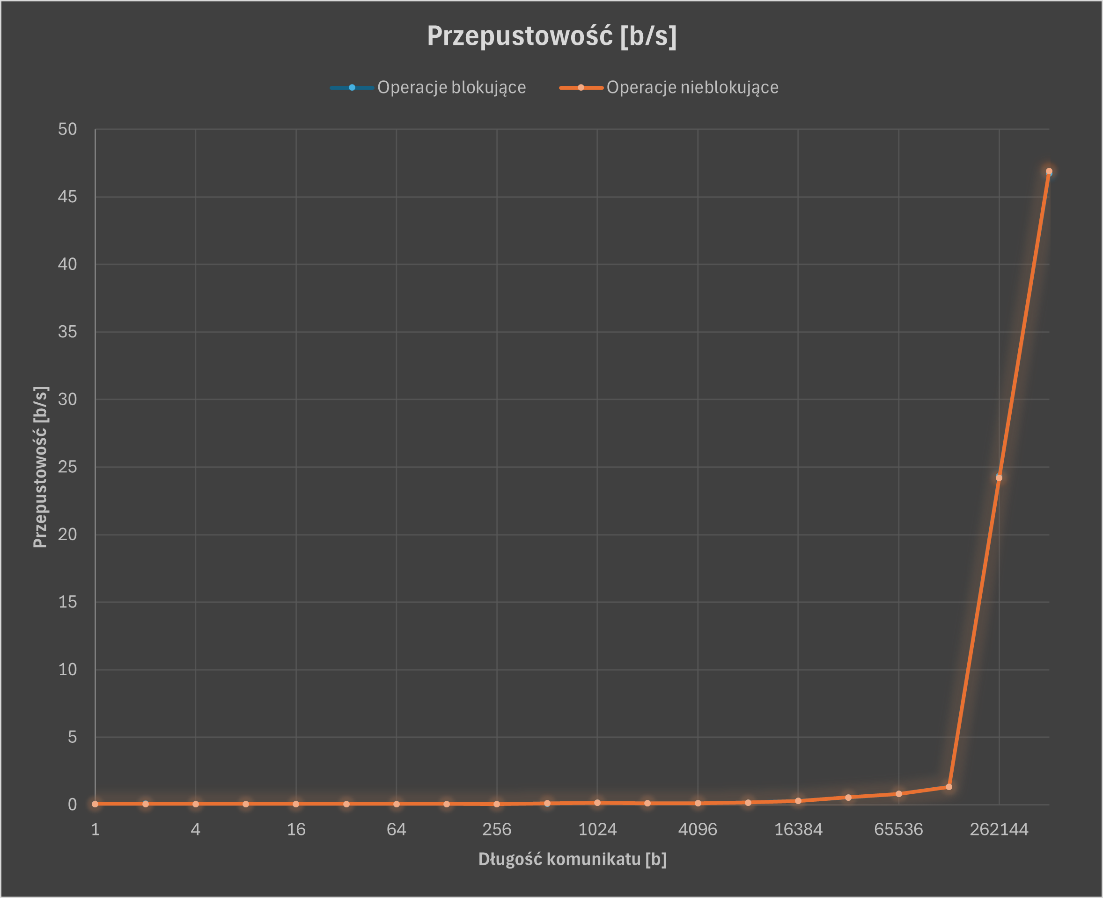 Przepustowość [b/s]
Operacje blokujące Operacje nieblokujące
50
45
40
35
30
25
20
15
10
5
0
Przepustowość [b/s]
1 4 16 64 256 1024 4096 16384 65536 262144
Długość komunikatu [b]